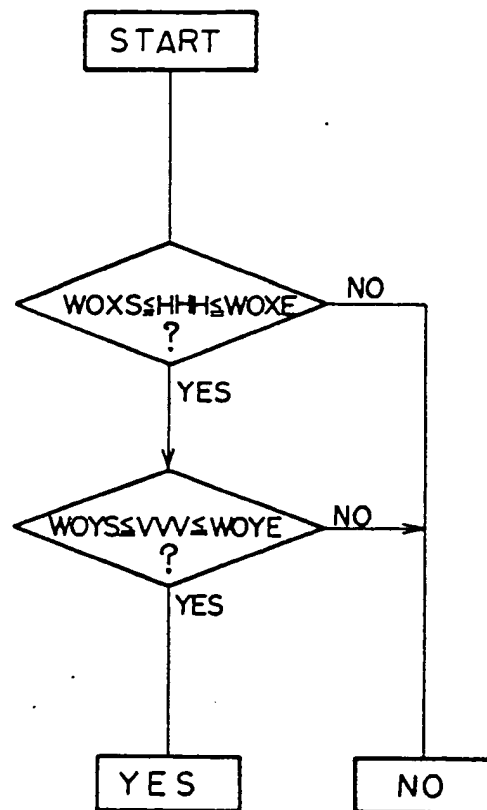 START
WOXS≦HHH≦WOXE
?
NO
YES
WOYS≦VVV≦WOYE
?
NO
YES
YES
NO